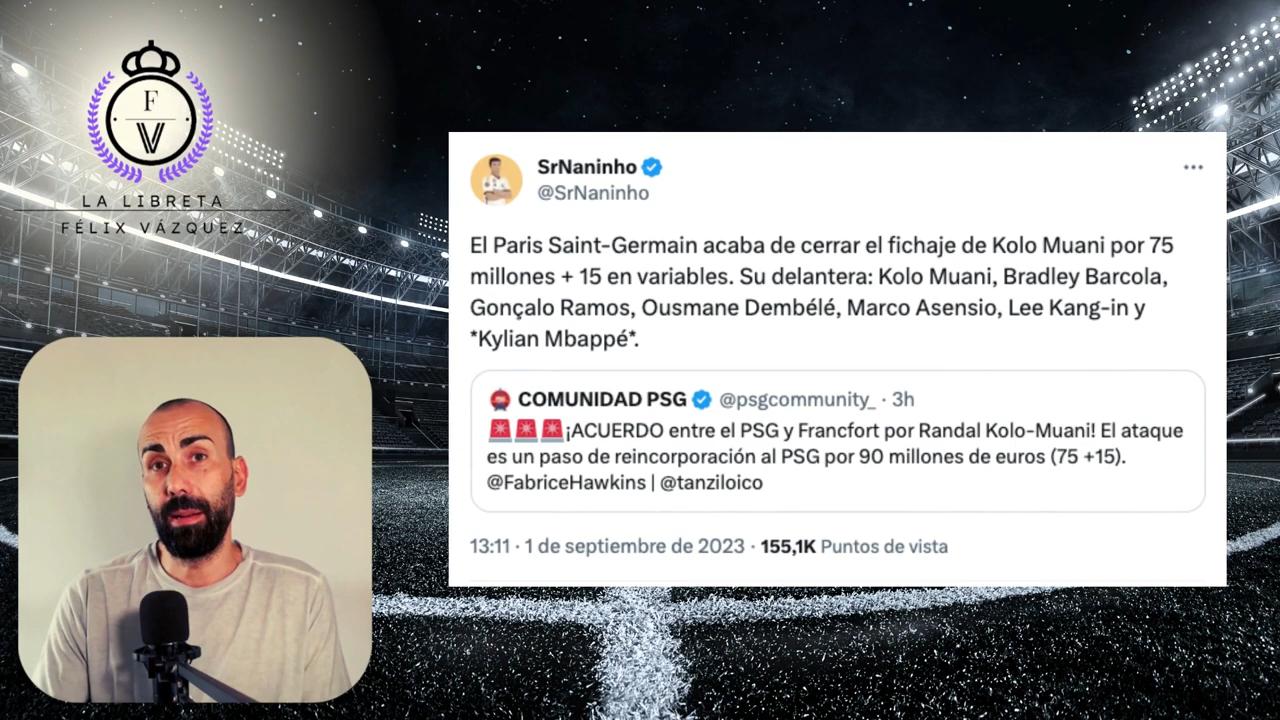 F
V
LA LIBRETA
FÉLIX VÁZQUEZ
SrNaninho
@SrNaninho
El Paris Saint-Germain acaba de cerrar el fichaje de Kolo Muani por 75
millones + 15 en variables. Su delantera: Kolo Muani, Bradley Barcola,
Gonçalo Ramos, Ousmane Dembélé, Marco Asensio, Lee Kang-in y
*Kylian Mbappé*.
COMUNIDAD PSG @psgcommunity_ · 3h
🚨🚨🚨¡ACUERDO entre el PSG y Francfort por Randal Kolo-Muani! El ataque
es un paso de reincorporación al PSG por 90 millones de euros (75 +15).
@FabriceHawkins | @tanziloico
13:11 · 1 de septiembre de 2023 · 155,1K Puntos de vista